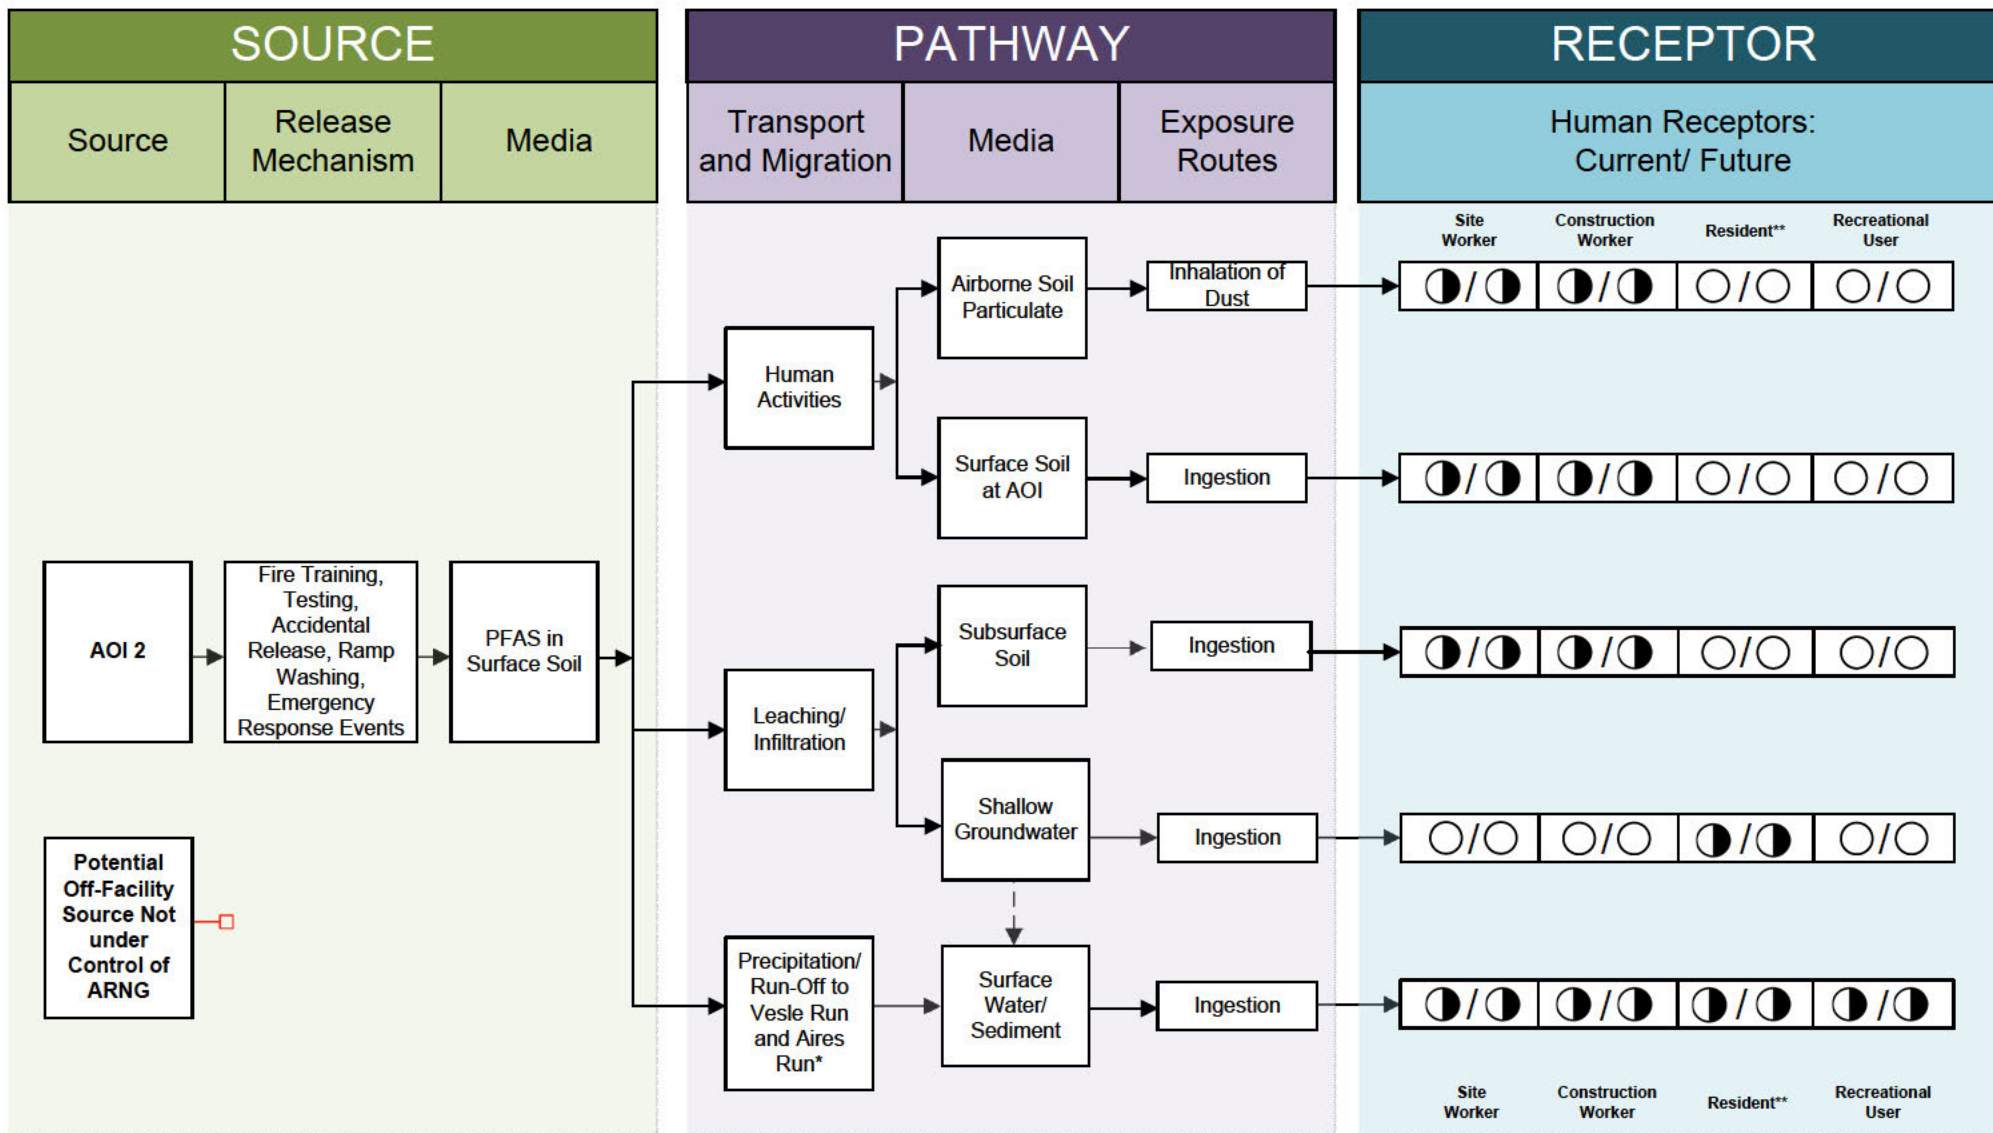 SOURCE
PATHWAY
RECEPTOR
Source
Release
Mechanism
Media
Transport
and Migration
Media
Exposure
Routes
Human Receptors:
Current/ Future
Site
Worker
Construction
Worker
Resident**
Recreational
User
Airborne Soil
Particulate
Inhalation of
Dust
/ / / /
Human
Activities
Surface Soil
at AOI
Ingestion
/ / / /
AOI 2
Fire Training,
Testing,
Accidental
Release, Ramp
Washing,
Emergency
Response Events
PFAS in
Surface Soil
Subsurface
Soil
Ingestion
/ / / /
Leaching/
Infiltration
Shallow
Groundwater
Ingestion
/ / / /
Potential
Off-Facility
Source Not
under
Control of
ARNG
Precipitation/
Run-Off to
Vesle Run
and Aires
Run*
Surface
Water/
Sediment
Ingestion
/ / / /
Site
Worker
Construction
Worker
Resident**
Recreational
User